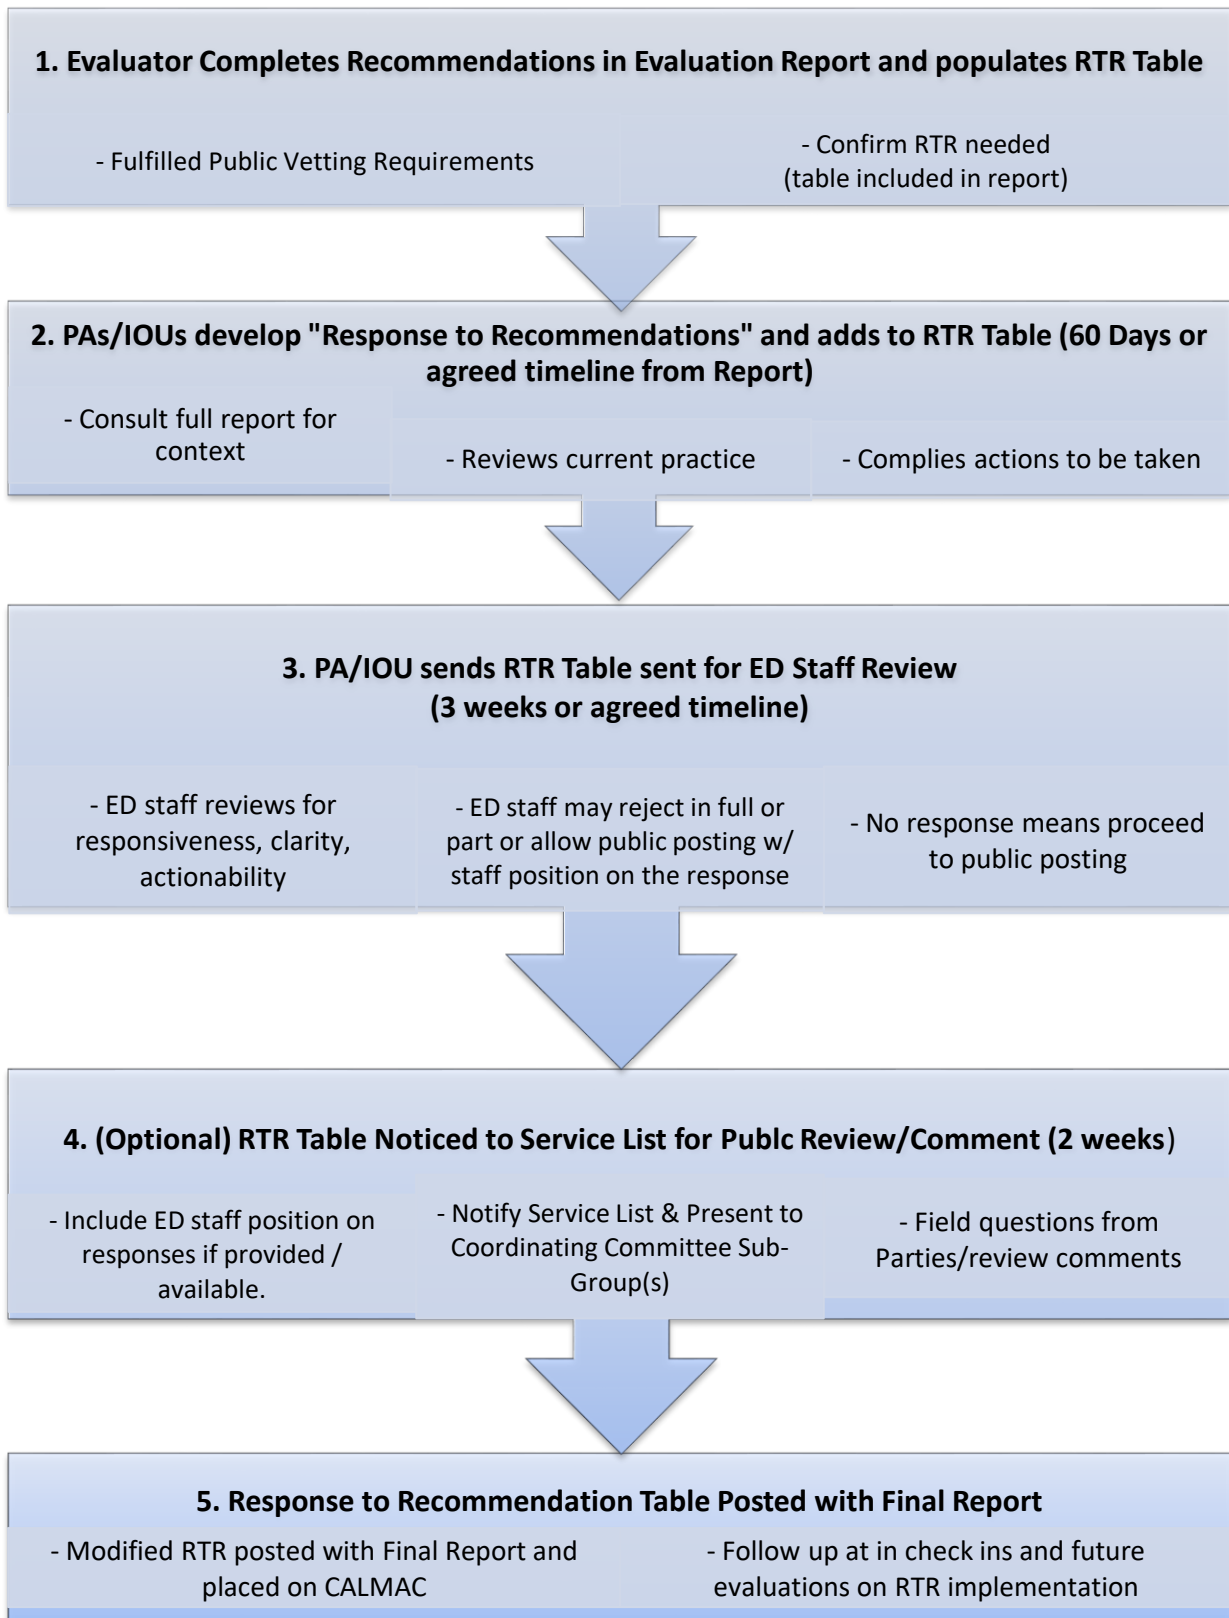 1. Evaluator Completes Recommendations in Evaluation Report and populates RTR Table
- Fulfilled Public Vetting Requirements
- Confirm RTR needed
(table included in report)
2. PAs/IOUs develop "Response to Recommendations" and adds to RTR Table (60 Days or
agreed timeline from Report)
- Consult full report for
context
- Reviews current practice
- Complies actions to be taken
3. PA/IOU sends RTR Table sent for ED Staff Review
(3 weeks or agreed timeline)
- ED staff reviews for
responsiveness, clarity,
actionability
- ED staff may reject in full or
part or allow public posting w/
staff position on the response
- No response means proceed
to public posting
4. (Optional) RTR Table Noticed to Service List for Publc Review/Comment (2 weeks)
- Include ED staff position on
responses if provided /
available.
- Notify Service List & Present to
Coordinating Committee Sub-
Group(s)
- Field questions from
Parties/review comments
5. Response to Recommendation Table Posted with Final Report
- Modified RTR posted with Final Report and
placed on CALMAC
- Follow up at in check ins and future
evaluations on RTR implementation